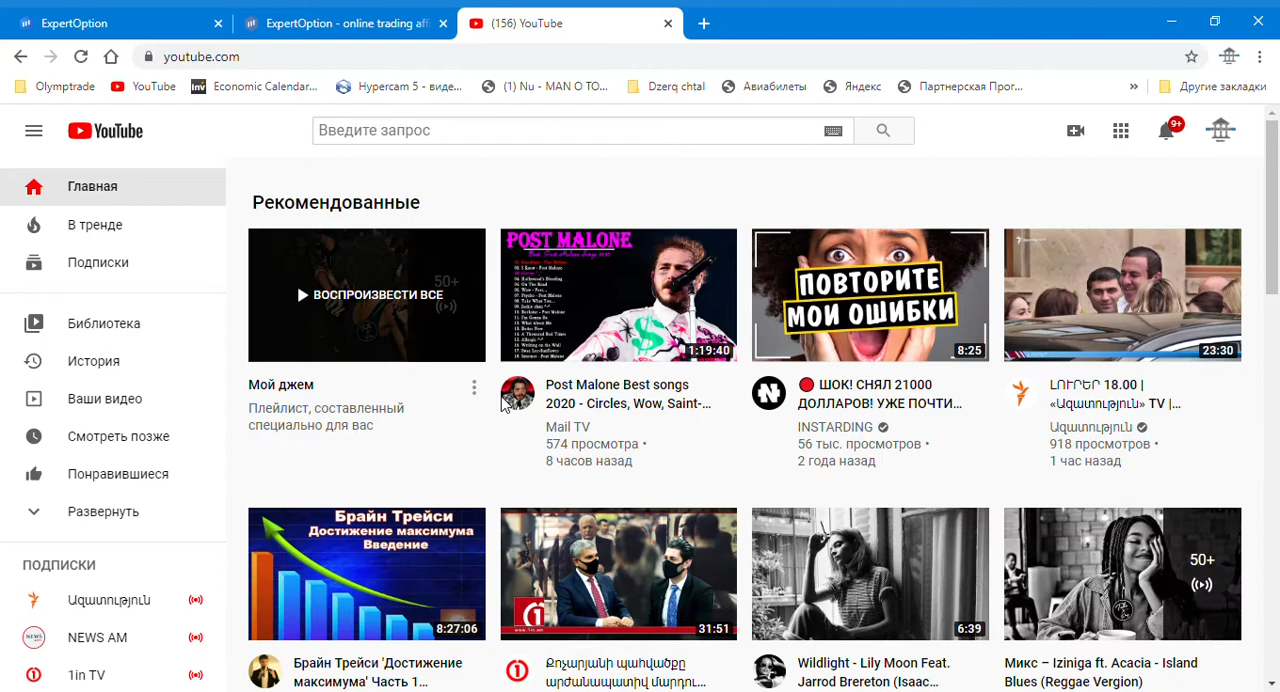 ExpertOption
ExpertOption - online trading aff
(156) YouTube
youtube.com
Olymptrade
YouTube
Economic Calendar...
Hypercam 5 - виде...
(1) Nu - MAN O TO...
Dzerq chtal
Авиабилеты
Яндекс
Партнерская Прог...
Другие закладки
YouTube
Введите запрос
9+
Главная
В тренде
Подписки
Библиотека
История
Ваши видео
Смотреть позже
Понравившиеся
Развернуть
ПОДПИСКИ
Ազատություն
NEWS AM
1in TV
Рекомендованные
50+
ВОСПРОИЗВЕСТИ ВСЕ
Мой джем
Плейлист, составленный
специально для вас
POST MALONE
1:19:40
Post Malone Best songs
2020 - Circles, Wow, Saint-...
Mail TV
574 просмотра •
8 часов назад
ПОВТОРИТЕ
МОИ ОШИБКИ
8:25
ШОК! СНЯЛ 21000
ДОЛЛАРОВ! УЖЕ ПОЧТИ...
INSTARDING
56 тыс. просмотров •
2 года назад
23:30
ԼՈՒՐԵՐ 18.00 |
«Ազատություն» TV |...
Ազատություն
918 просмотров •
1 час назад
Брайн Трейси
Достижение максимума
Введение
8:27:06
Брайн Трейси 'Достижение
максимума' Часть 1...
31:51
Քոչարյանի պահվածքը
արժանապատիվ մարդու...
6:39
Wildlight - Lily Moon Feat.
Jarrod Brereton (Isaac...
50+
Микс – Iziniga ft. Acacia - Island
Blues (Reggae Version)